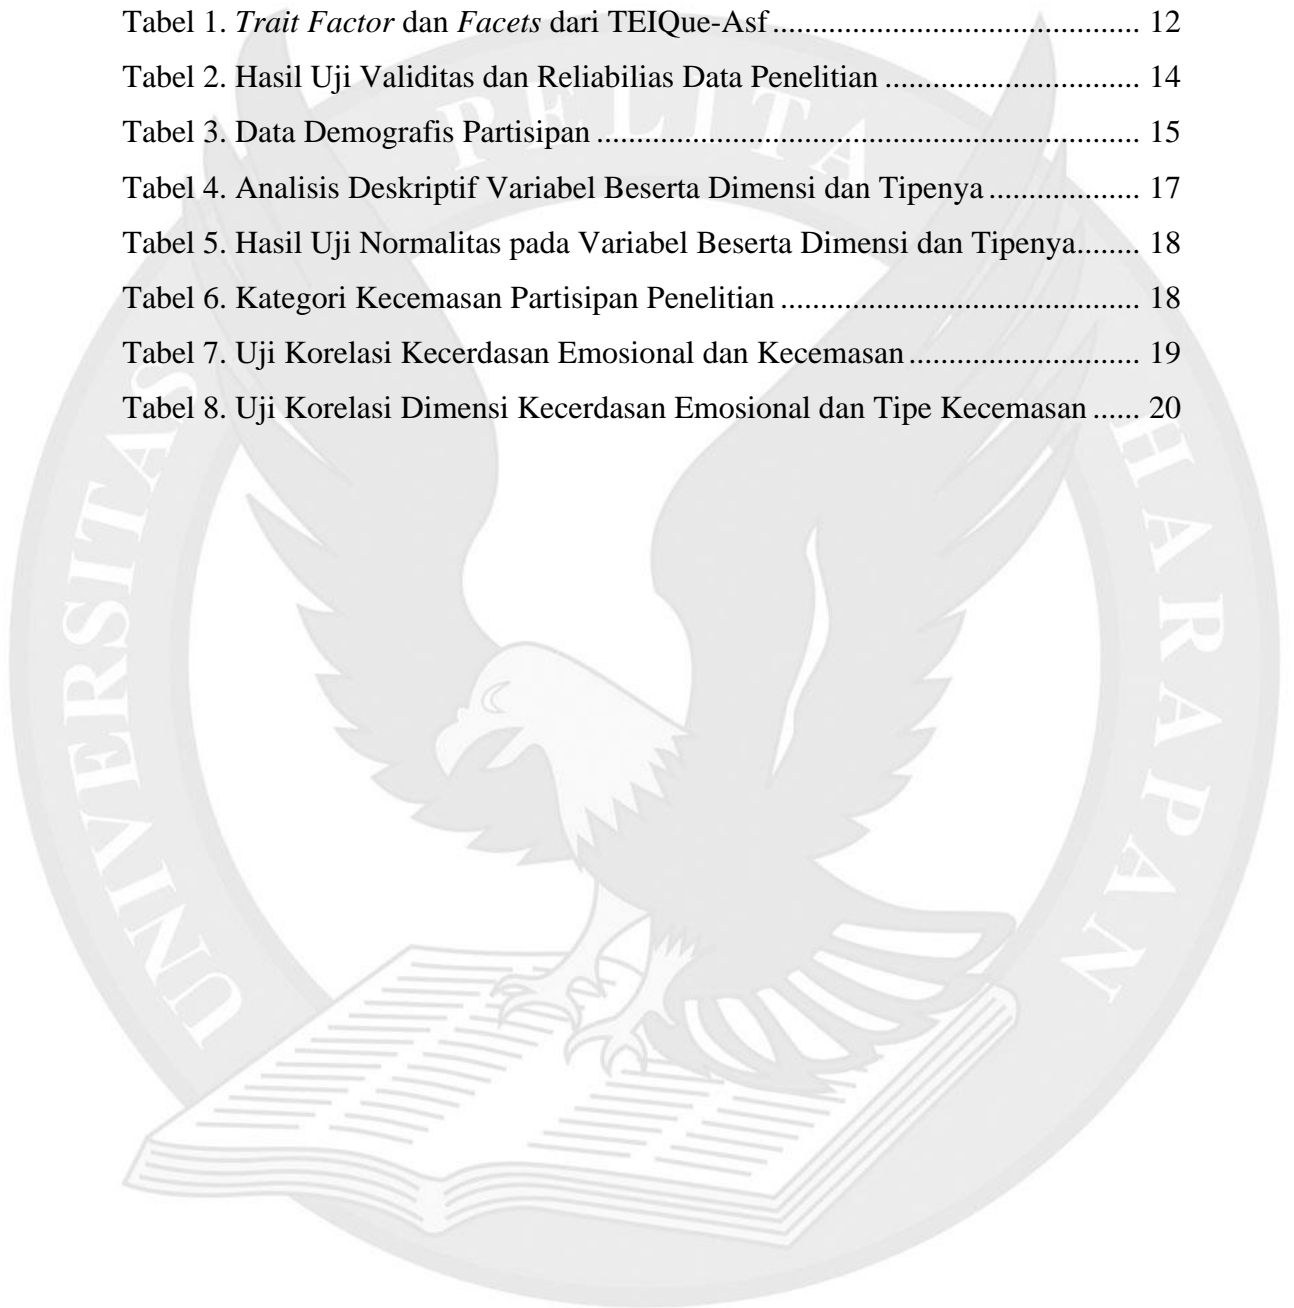 Tabel 1. Trait Factor dan Facets dari TEIQue-Asf .............................................. 12
Tabel 2. Hasil Uji Validitas dan Reliabilias Data Penelitian ................................ 14
Tabel 3. Data Demografis Partisipan .................................................................... 15
Tabel 4. Analisis Deskriptif Variabel Beserta Dimensi dan Tipenya ................... 17
Tabel 5. Hasil Uji Normalitas pada Variabel Beserta Dimensi dan Tipenya........ 18
Tabel 6. Kategori Kecemasan Partisipan Penelitian ............................................. 18
Tabel 7. Uji Korelasi Kecerdasan Emosional dan Kecemasan ............................. 19
Tabel 8. Uji Korelasi Dimensi Kecerdasan Emosional dan Tipe Kecemasan ...... 20
UNIVERSITAS PELITA HARAPAN